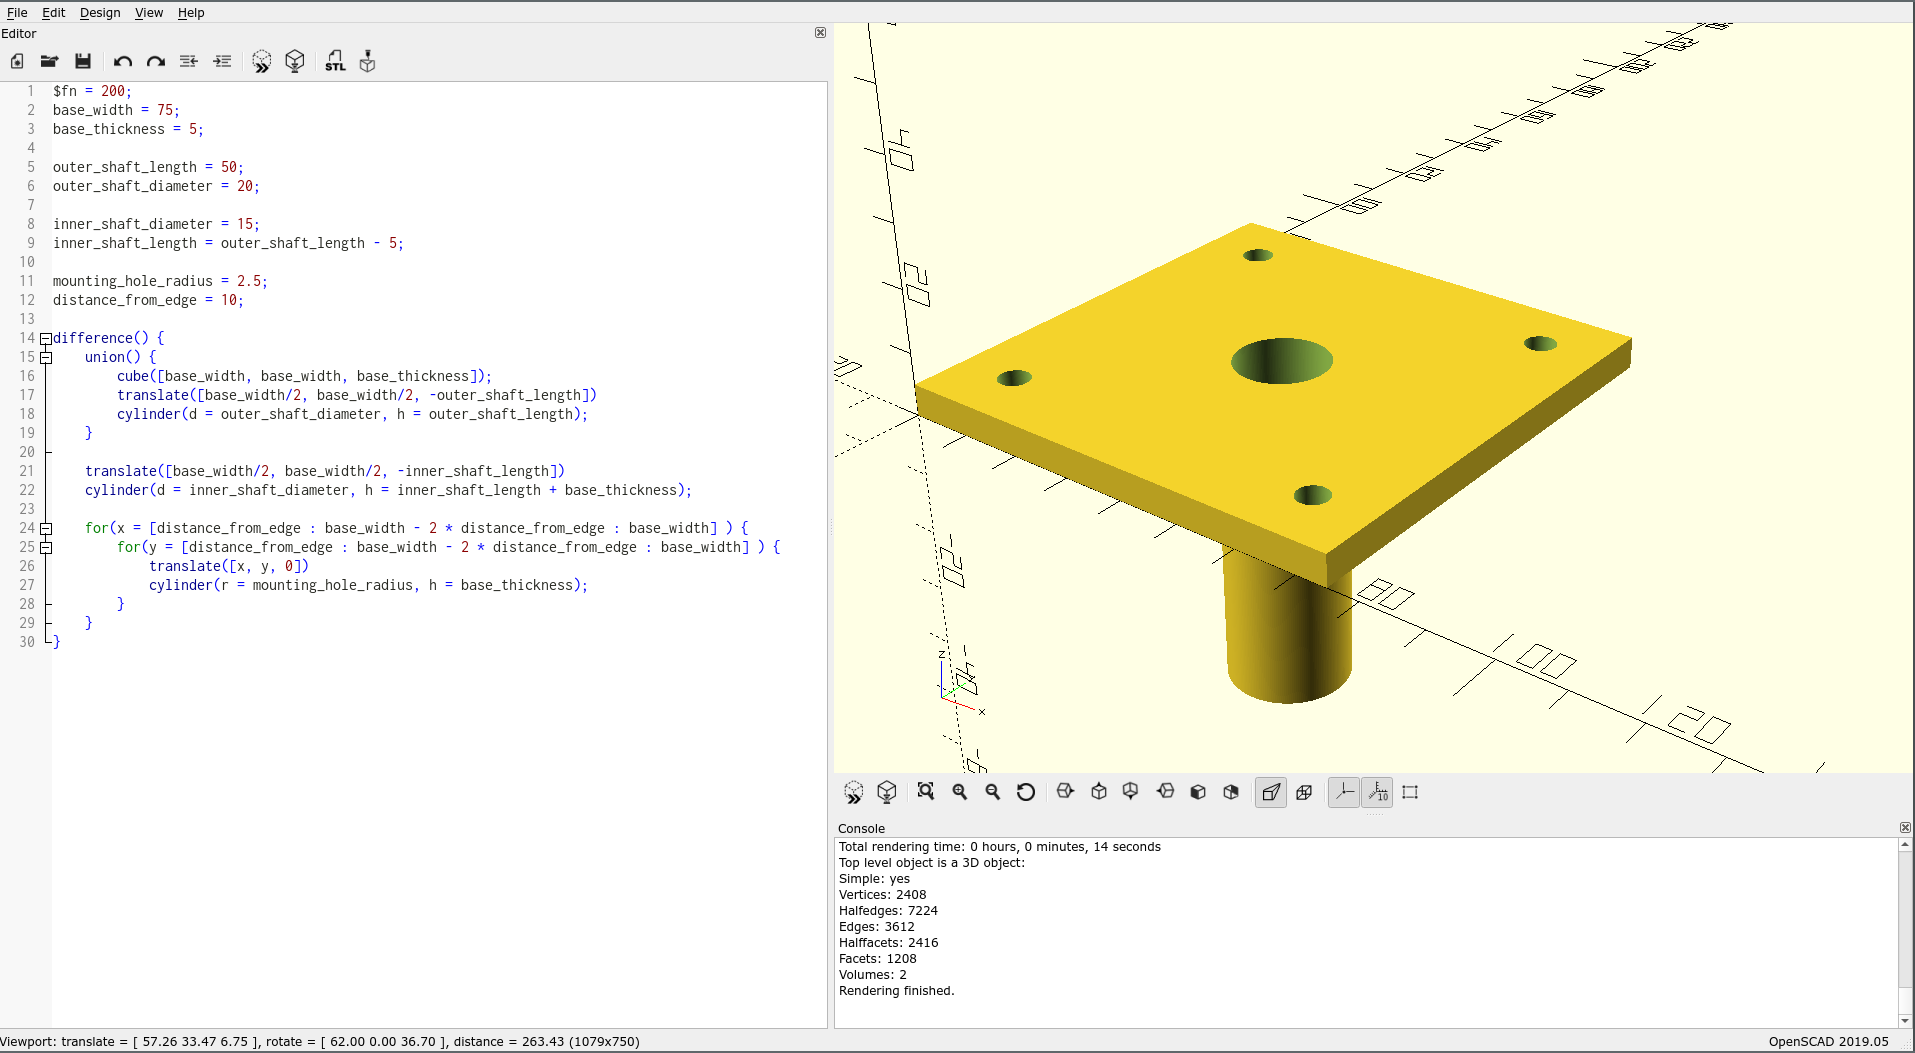 File Edit Design View Help
Editor
STL
1 $fn = 200;
2 base_width = 75;
3 base_thickness = 5;
4
5 outer_shaft_length = 50;
6 outer_shaft_diameter = 20;
7
8 inner_shaft_diameter = 15;
9 inner_shaft_length = outer_shaft_length - 5;
10
11 mounting_hole_radius = 2.5;
12 distance_from_edge = 10;
13
14 difference() {
15 union() {
16 cube([base_width, base_width, base_thickness]);
17 translate([base_width/2, base_width/2, -outer_shaft_length])
18 cylinder(d = outer_shaft_diameter, h = outer_shaft_length);
19 }
20
21 translate([base_width/2, base_width/2, -inner_shaft_length])
22 cylinder(d = inner_shaft_diameter, h = inner_shaft_length + base_thickness);
23
24 for(x = [distance_from_edge : base_width - 2 * distance_from_edge : base_width] ) {
25 for(y = [distance_from_edge : base_width - 2 * distance_from_edge : base_width] ) {
26 translate([x, y, 0])
27 cylinder(r = mounting_hole_radius, h = base_thickness);
28 }
29 }
30 }
40
20
80
100
120
z
x
10
Console
Total rendering time: 0 hours, 0 minutes, 14 seconds
Top level object is a 3D object:
Simple: yes
Vertices: 2408
Halfedges: 7224
Edges: 3612
Halffacets: 2416
Facets: 1208
Volumes: 2
Rendering finished.
Viewport: translate = [ 57.26 33.47 6.75 ], rotate = [ 62.00 0.00 36.70 ], distance = 263.43 (1079x750)
OpenSCAD 2019.05